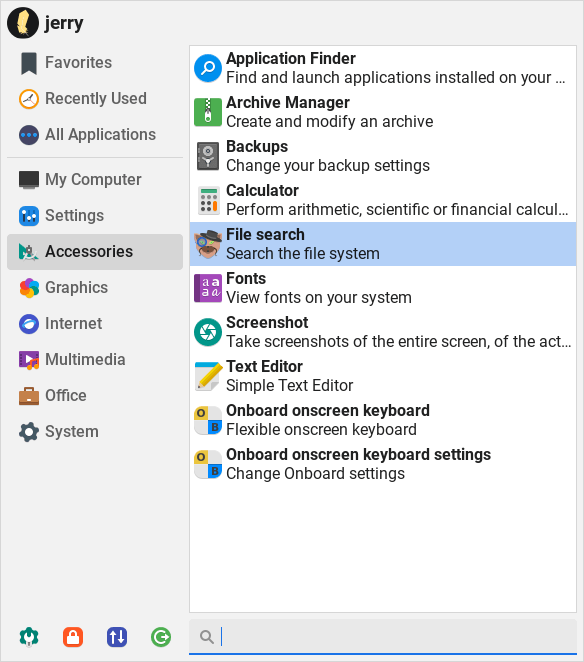 jerry
Favorites
Recently Used
All Applications
My Computer
Settings
Accessories
Graphics
Internet
Multimedia
Office
System
Application Finder
Find and launch applications installed on your ...
Archive Manager
Create and modify an archive
Backups
Change your backup settings
Calculator
Perform arithmetic, scientific or financial calcul...
File search
Search the file system
Fonts
View fonts on your system
Screenshot
Take screenshots of the entire screen, of the act...
Text Editor
Simple Text Editor
Onboard onscreen keyboard
Flexible onscreen keyboard
Onboard onscreen keyboard settings
Change Onboard settings